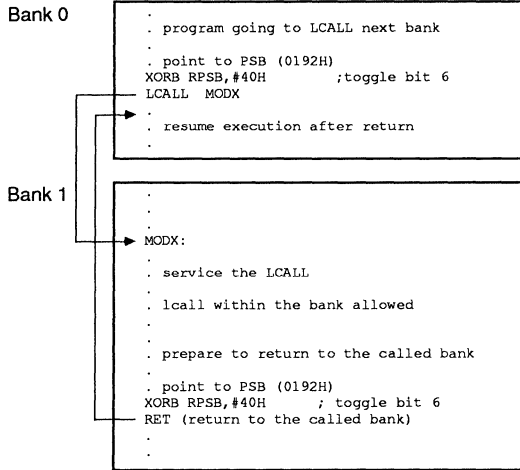 Bank 0
.
. program going to LCALL next bank
.
. point to PSB (0192H)
XORB RPSB,#40H ;toggle bit 6
LCALL MODX
.
. resume execution after return
.
Bank 1
.
.
.
MODX:
.
. service the LCALL
.
. lcall within the bank allowed
.
.
. prepare to return to the called bank
.
. point to PSB (0192H)
XORB RPSB,#40H ; toggle bit 6
RET (return to the called bank)
.
.